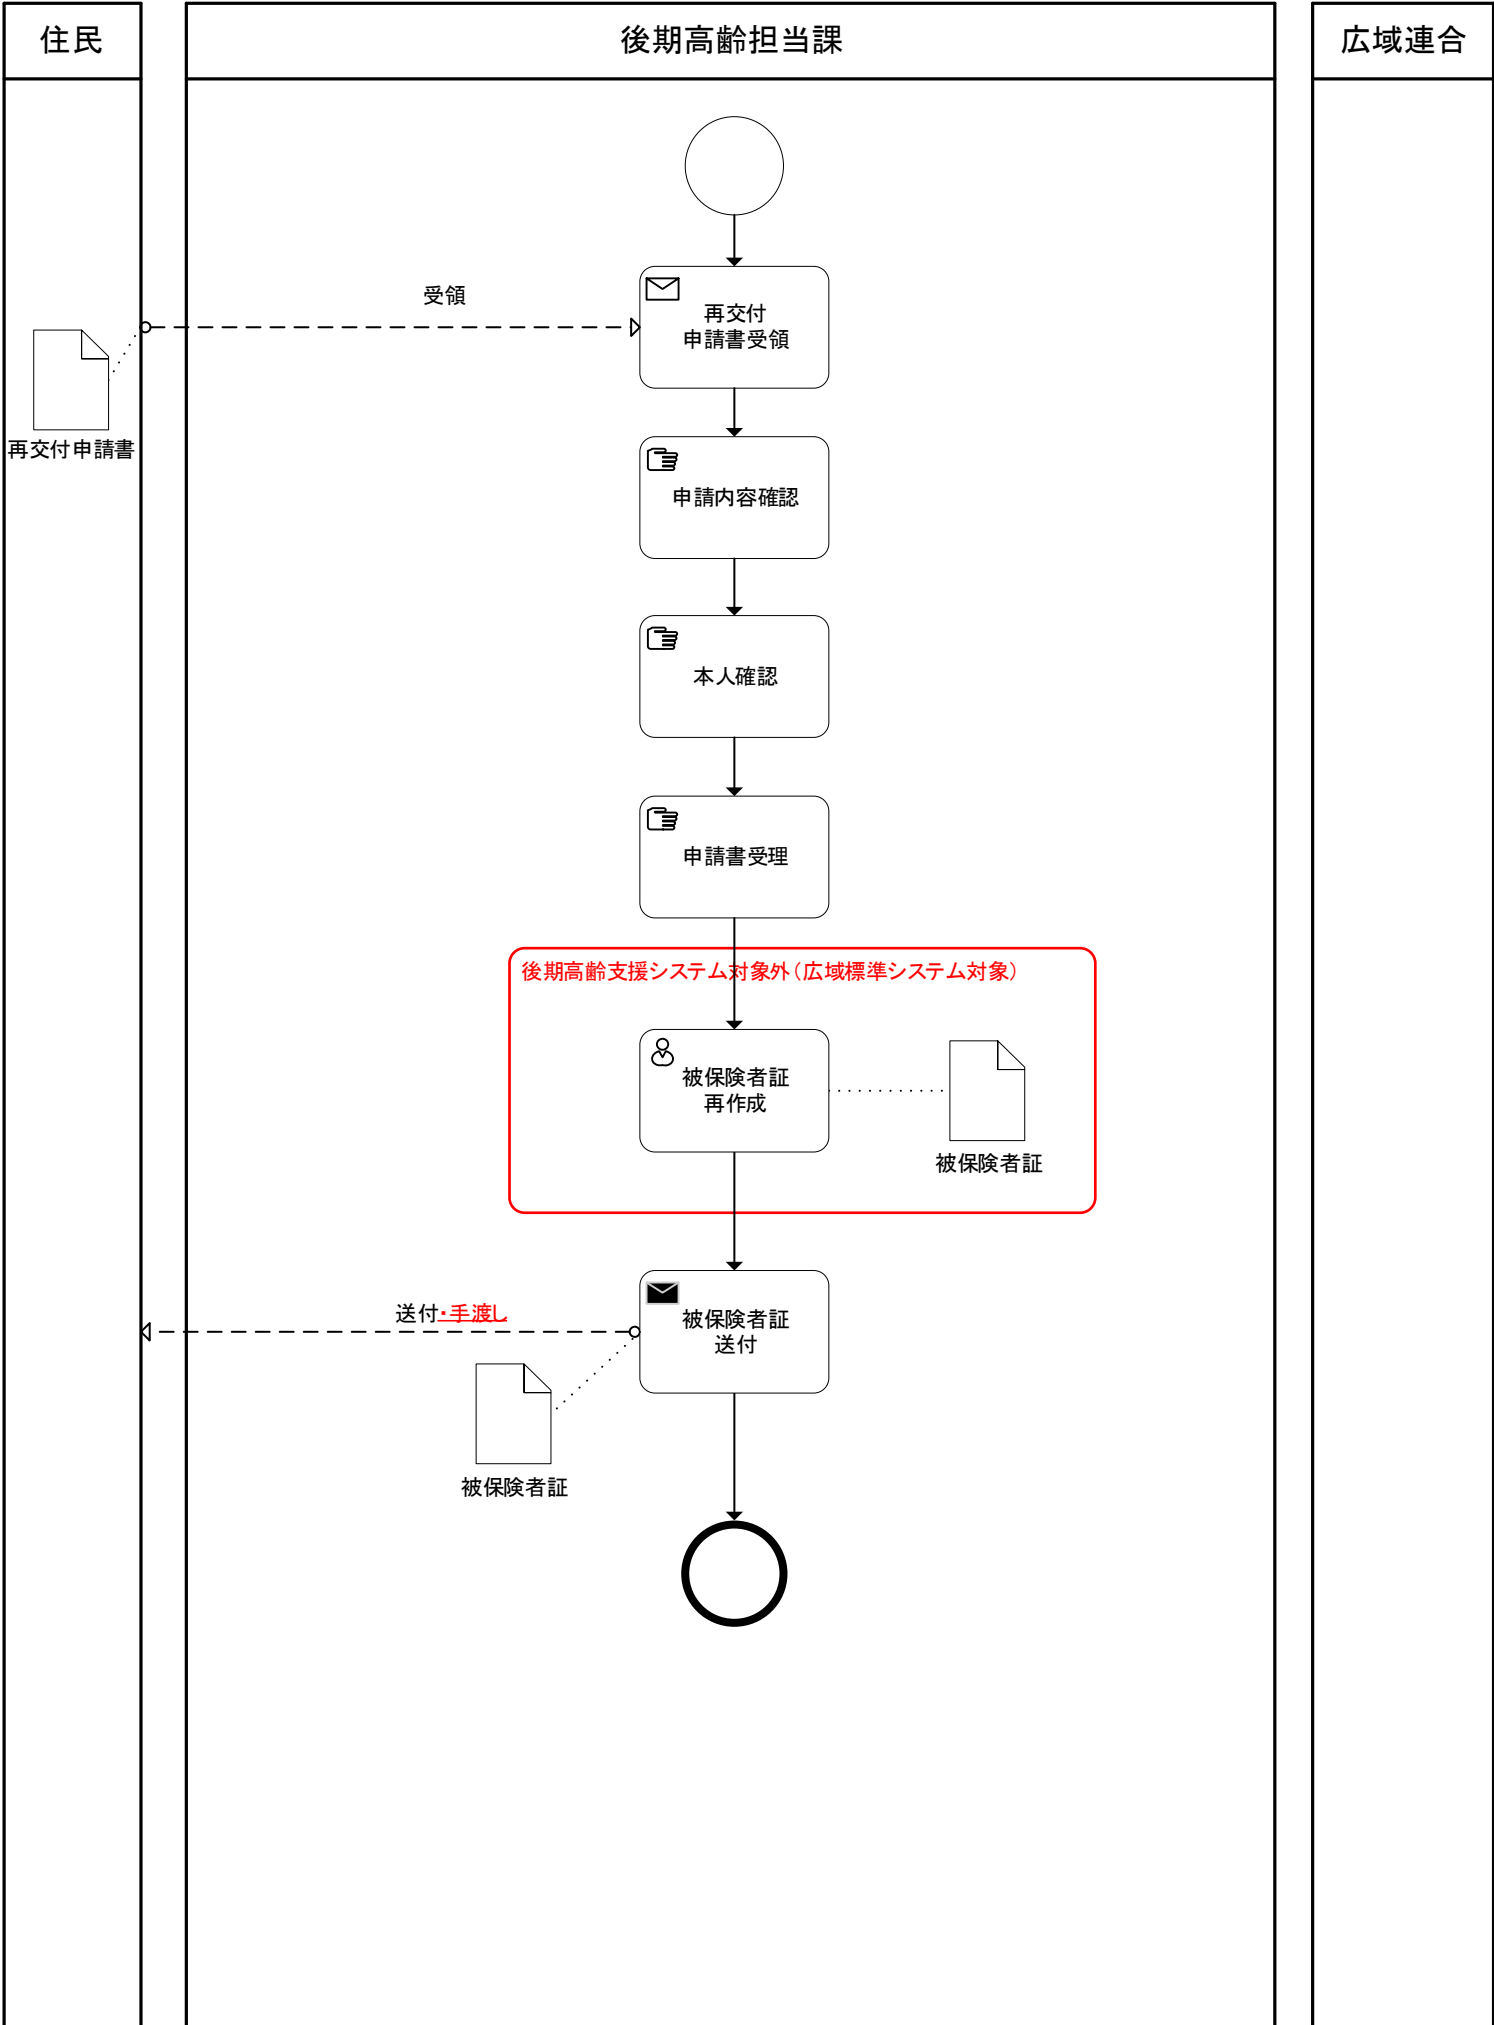 住民
後期高齢担当課
広域連合
受領
再交付
申請書受領
再交付申請書
申請内容確認
本人確認
申請書受理
後期高齢支援システム対象外（広域標準システム対象）
被保険者証
再作成
被保険者証
送付・手渡し
被保険者証
送付
被保険者証